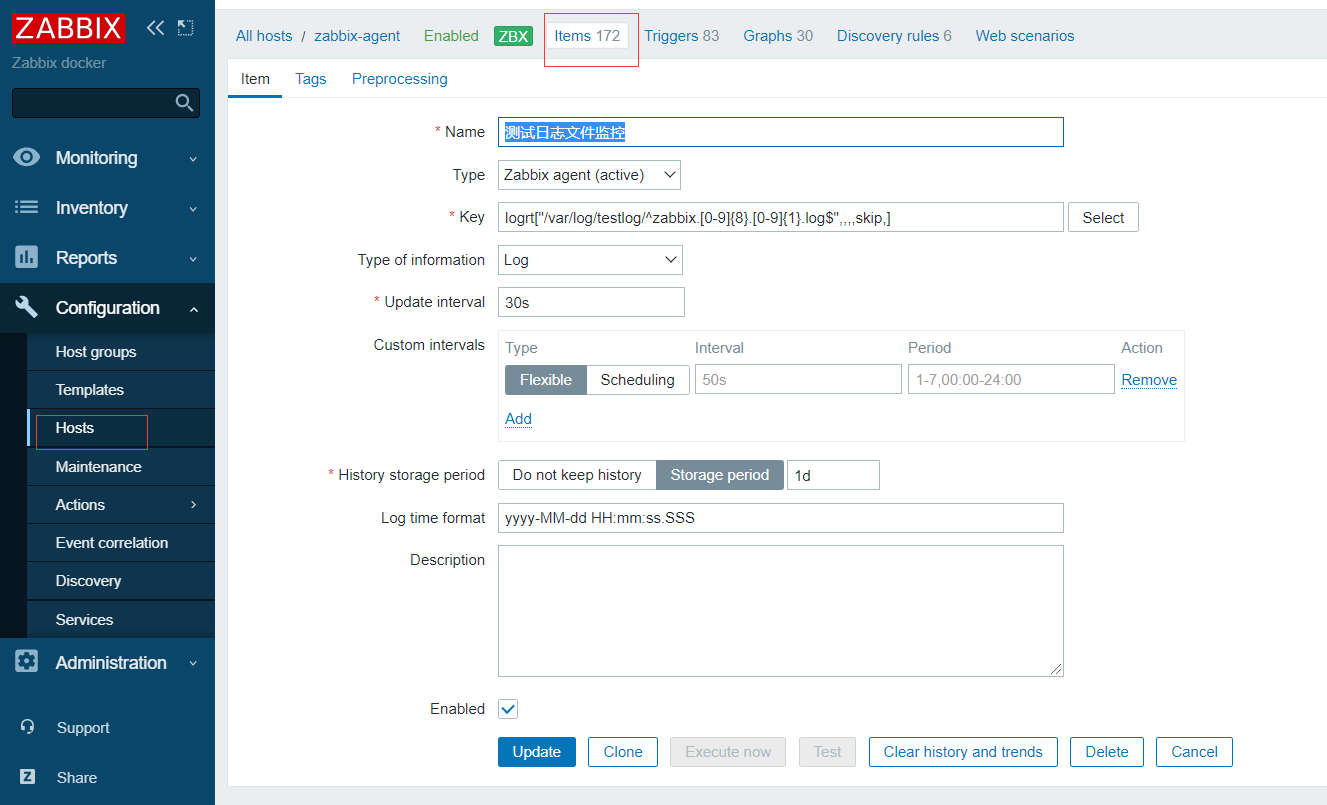 ZABBIX
Zabbix docker
Monitoring
Inventory
Reports
Configuration
Host groups
Templates
Hosts
Maintenance
Actions
Event correlation
Discovery
Services
Administration
Support
Z Share
All hosts / zabbix-agent Enabled ZBX Items 172 Triggers 83 Graphs 30 Discovery rules 6 Web scenarios
Item Tags Preprocessing
* Name 测试日志文件监控
Type Zabbix agent (active)
* Key logrt["/var/log/testlog/^zabbix.[0-9]{8}.[0-9]{1}.log$",,,,skip,] Select
Type of information Log
* Update interval 30s
Custom intervals Type Interval Period Action
Flexible Scheduling 50s 1-7,00:00-24:00 Remove
Add
* History storage period Do not keep history Storage period 1d
Log time format yyyy-MM-dd HH:mm:ss.SSS
Description
Enabled
Update Clone Execute now Test Clear history and trends Delete Cancel